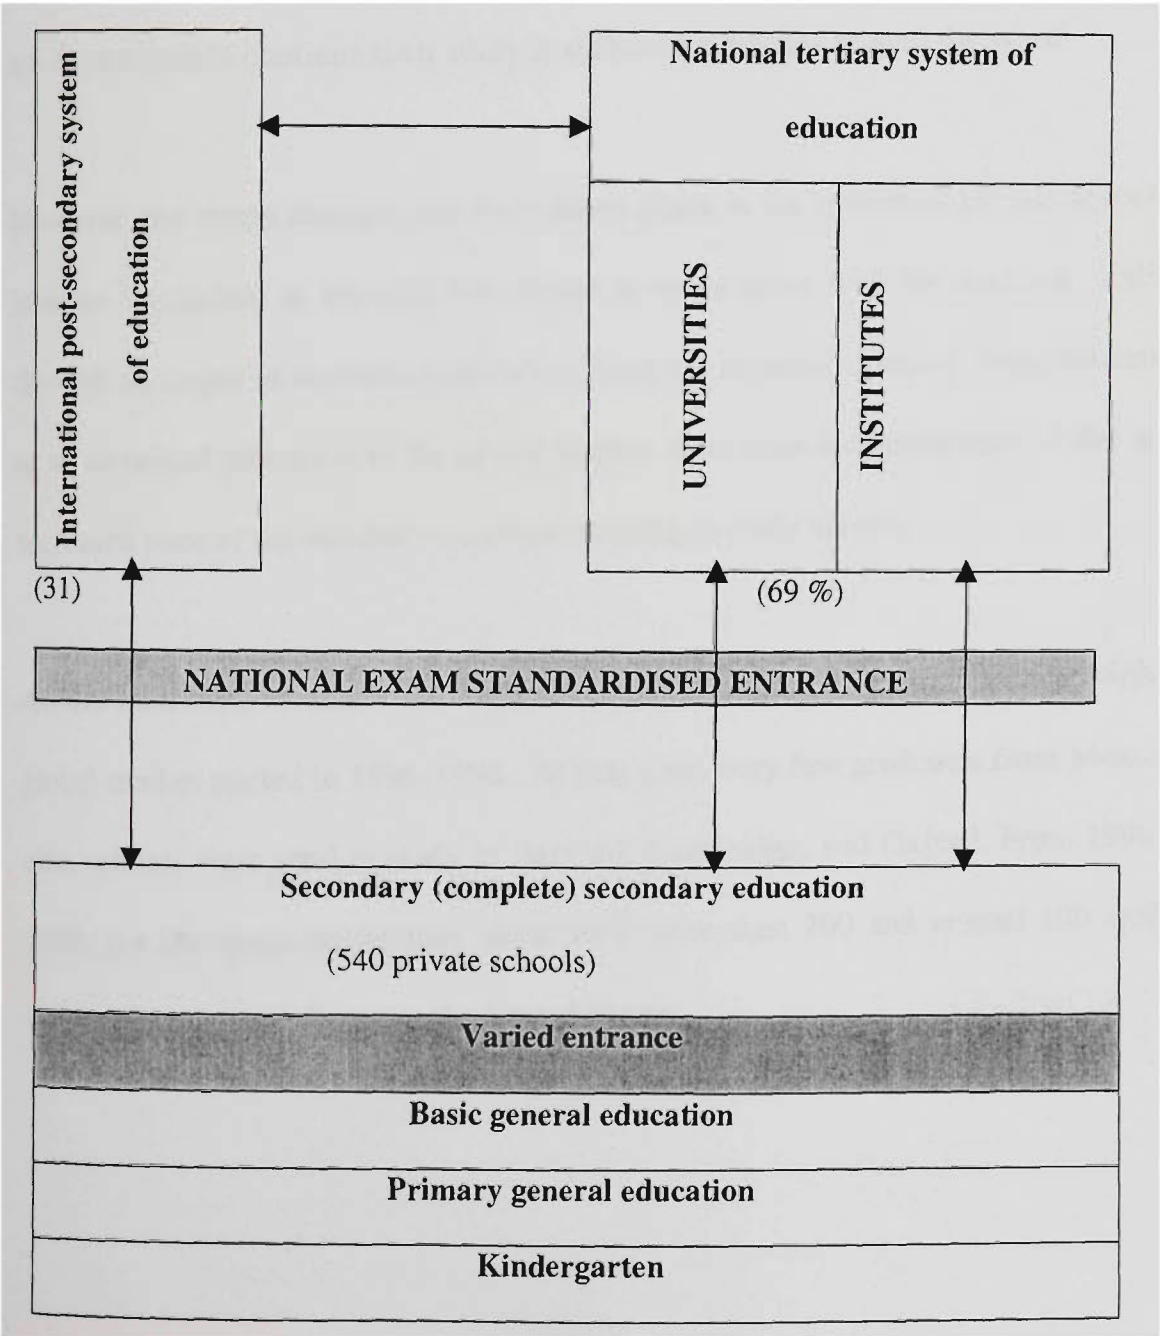 International post-secondary system
of education
National tertiary system of
education
UNIVERSITIES
INSTITUTES
(31)
(69 %)
NATIONAL EXAM STANDARDISED ENTRANCE
Secondary (complete) secondary education
(540 private schools)
Varied entrance
Basic general education
Primary general education
Kindergarten